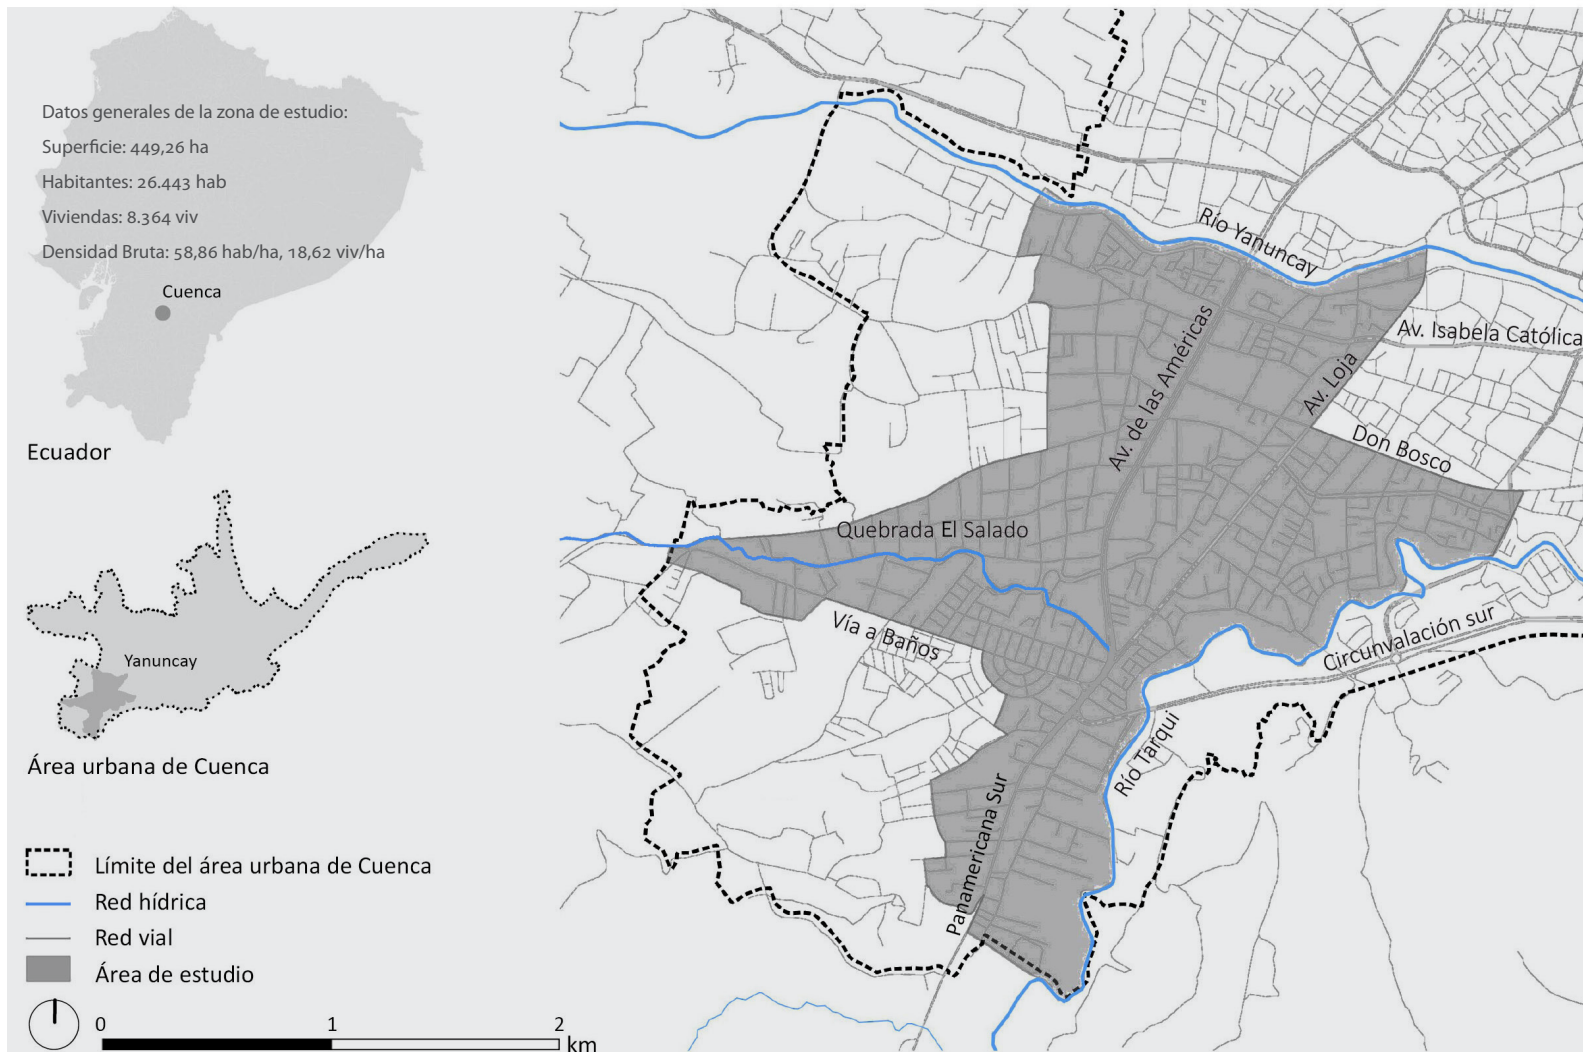 Datos generales de la zona de estudio:
Superficie: 449,26 ha
Habitantes: 26.443 hab
Viviendas: 8.364 viv
Densidad Bruta: 58,86 hab/ha, 18,62 viv/ha
Cuenca
Ecuador
Yanuncay
Área urbana de Cuenca
Límite del área urbana de Cuenca
Red hídrica
Red vial
Área de estudio
0 1 2 km
Río Yanuncay
Av. Isabela Católica
Av. de las Américas
Av. Loja
Don Bosco
Quebrada El Salado
Vía a Baños
Circunvalación sur
Río Tarqui
Panamericana Sur